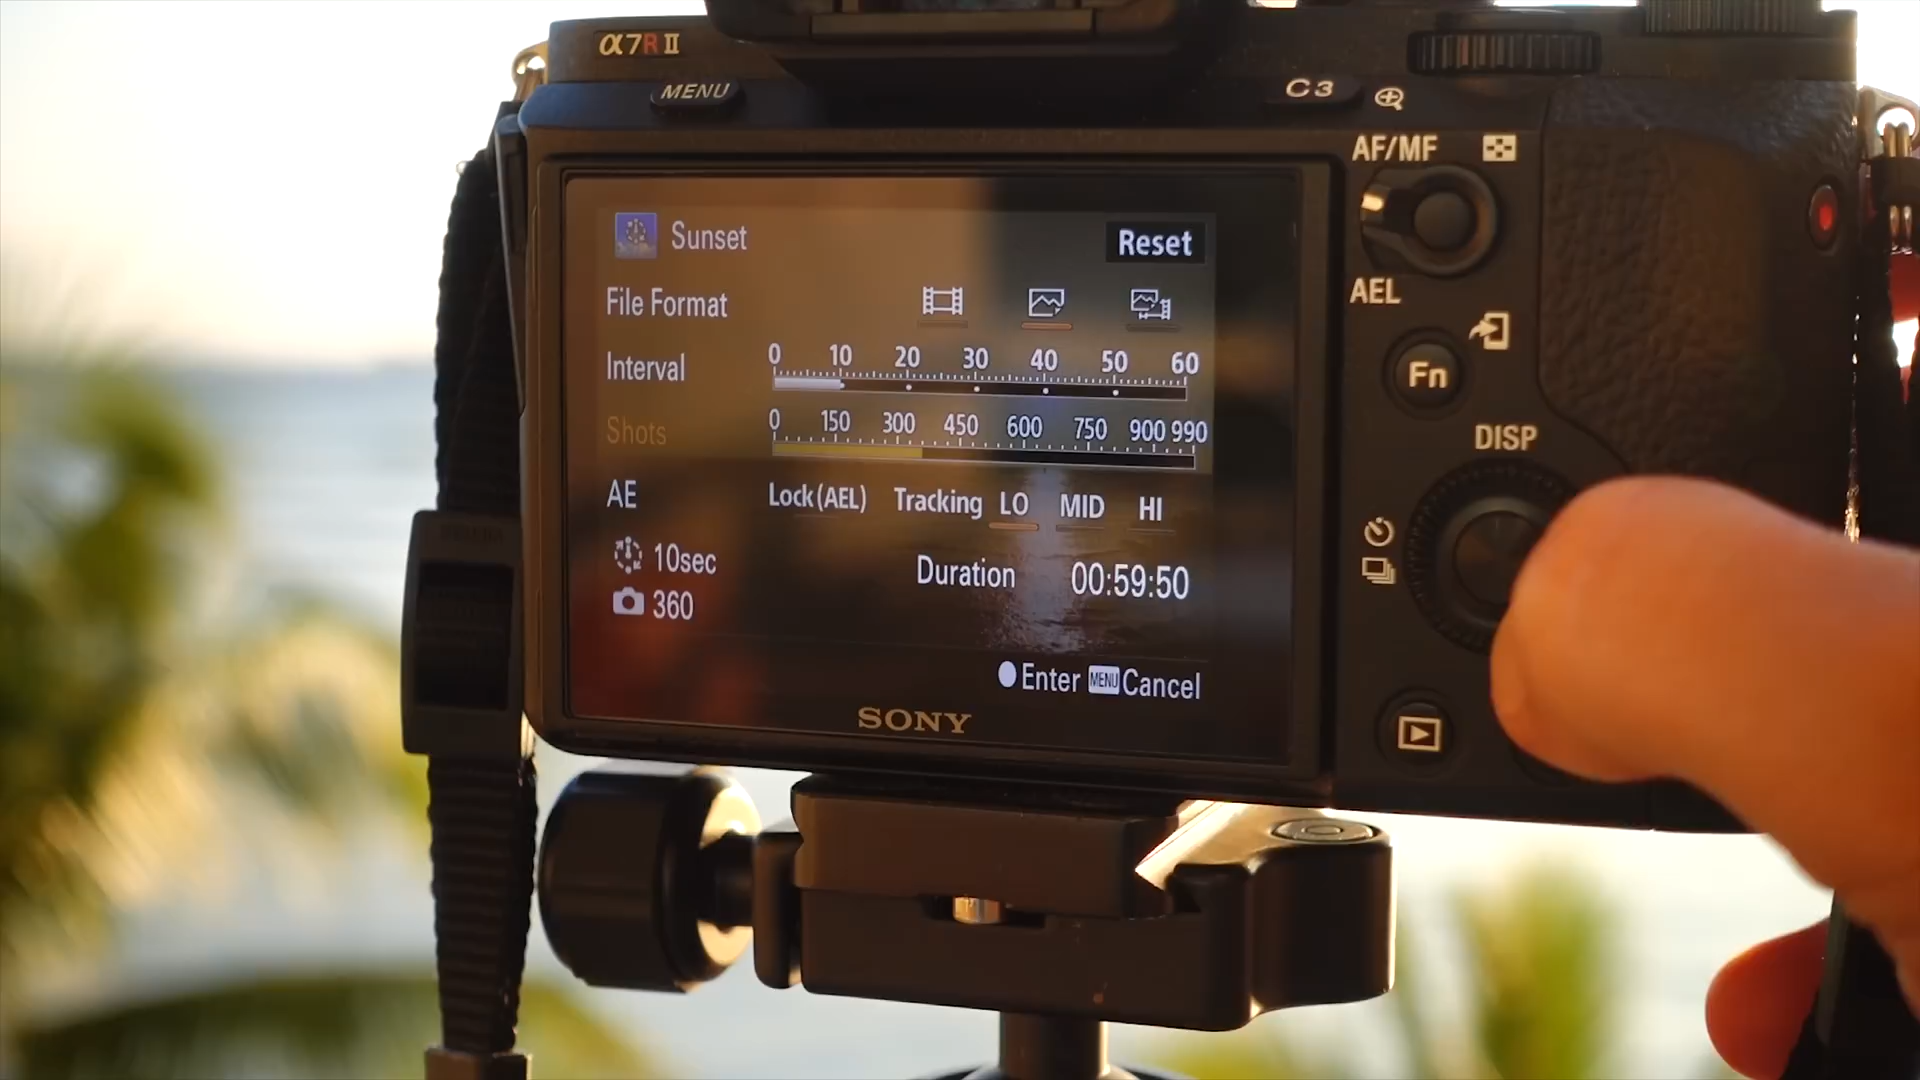 α7RII
MENU
C3
AF/MF
Sunset
Reset
File Format
AEL
Interval
0 10 20 30 40 50 60
Fn
Shots
0 150 300 450 600 750 900 990
DISP
AE
Lock(AEL) Tracking LO MID HI
10sec
Duration 00:59:50
360
Enter MENU Cancel
SONY